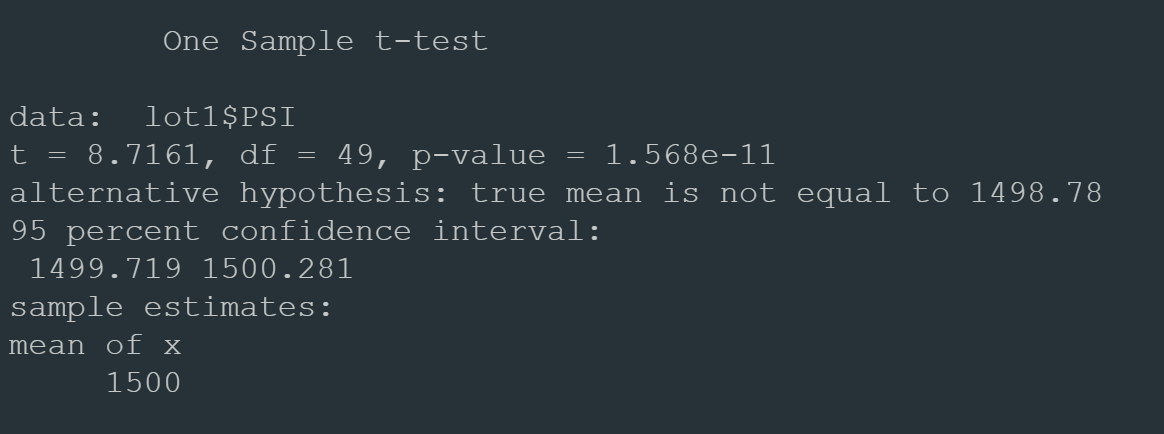 One Sample t-test
data:  lot1$PSI
t = 8.7161, df = 49, p-value = 1.568e-11
alternative hypothesis: true mean is not equal to 1498.78
95 percent confidence interval:
1499.719 1500.281
sample estimates:
mean of x
1500